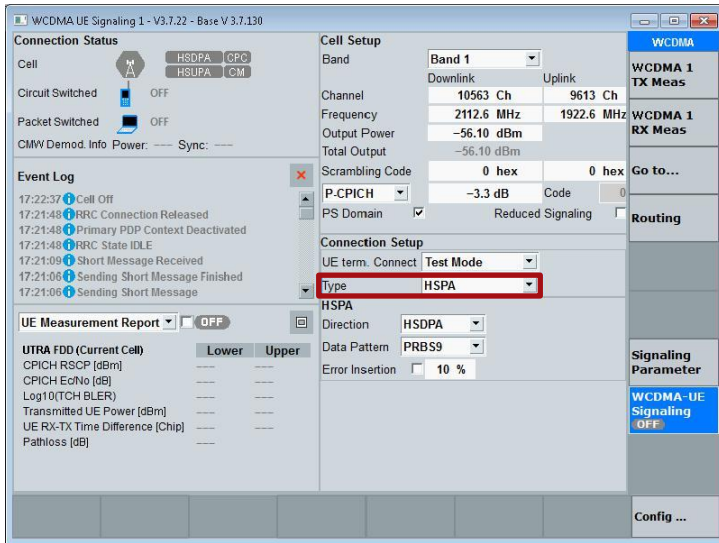 WCDMA UE Signaling 1 - V3.7.22 - Base V 3.7.130
Connection Status
Cell
HSDPA CPC
HSUPA CM
Circuit Switched OFF
Packet Switched OFF
CMW Demod. Info Power: --- Sync: ---
Event Log
17:22:37 Cell Off
17:21:48 RRC Connection Released
17:21:48 Primary PDP Context Deactivated
17:21:48 RRC State IDLE
17:21:09 Short Message Received
17:21:06 Sending Short Message Finished
17:21:06 Sending Short Message
UE Measurement Report OFF
UTRA FDD (Current Cell) Lower Upper
CPICH RSCP [dBm] --- ---
CPICH Ec/No [dB] --- ---
Log10(TCH BLER) --- ---
Transmitted UE Power [dBm] --- ---
UE RX-TX Time Difference [Chip] --- ---
Pathloss [dB] ---
Cell Setup
Band Band 1
Downlink Uplink
Channel 10563 Ch 9613 Ch
Frequency 2112.6 MHz 1922.6 MHz
Output Power -56.10 dBm
Total Output -56.10 dBm
Scrambling Code 0 hex 0 hex
P-CPICH -3.3 dB Code 0
PS Domain Reduced Signaling
Connection Setup
UE term. Connect Test Mode
Type HSPA
HSPA
Direction HSDPA
Data Pattern PRBS9
Error Insertion 10 %
WCDMA
WCDMA 1
TX Meas
WCDMA 1
RX Meas
Go to...
Routing
Signaling
Parameter
WCDMA-UE
Signaling
OFF
Config ...